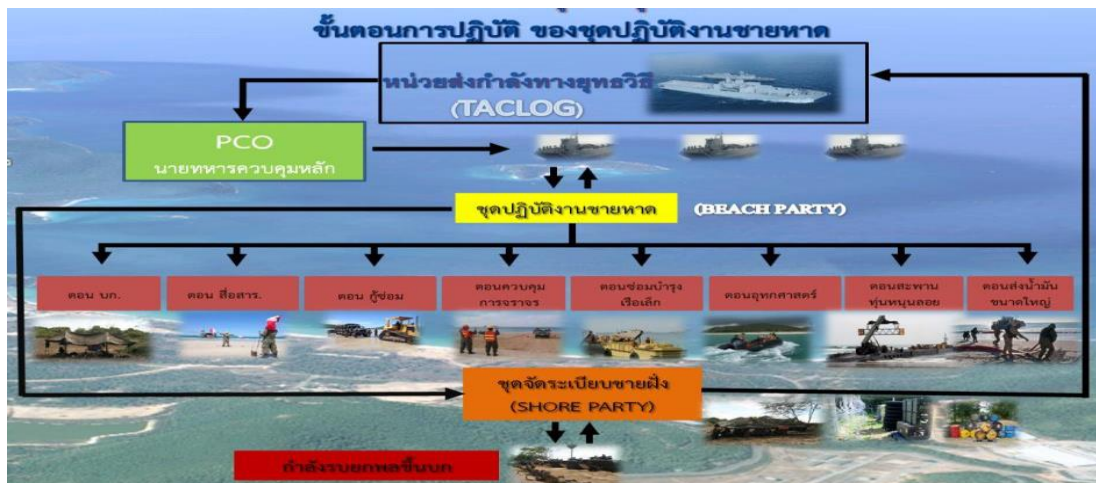 ขั้นตอนการปฏิบัติ ของชุดปฏิบัติงานชายหาด
หน่วยส่งกำลังทางยุทธวิธี
(TACLOG)
PCO
นายทหารควบคุมหลัก
ชุดปฏิบัติงานชายหาด (BEACH PARTY)
ตอน บก.
ตอน สื่อสาร.
ตอน กู้ซ่อม
ตอนควบคุม
การจราจร
ตอนซ่อมบำรุง
เรือเล็ก
ตอนอุทกศาสตร์
ตอนสะพาน
ทุ่นหนุนลอย
ตอนส่งน้ำมัน
ขนาดใหญ่
ชุดจัดระเบียบชายฝั่ง
(SHORE PARTY)
กำลังรบยกพลขึ้นบก